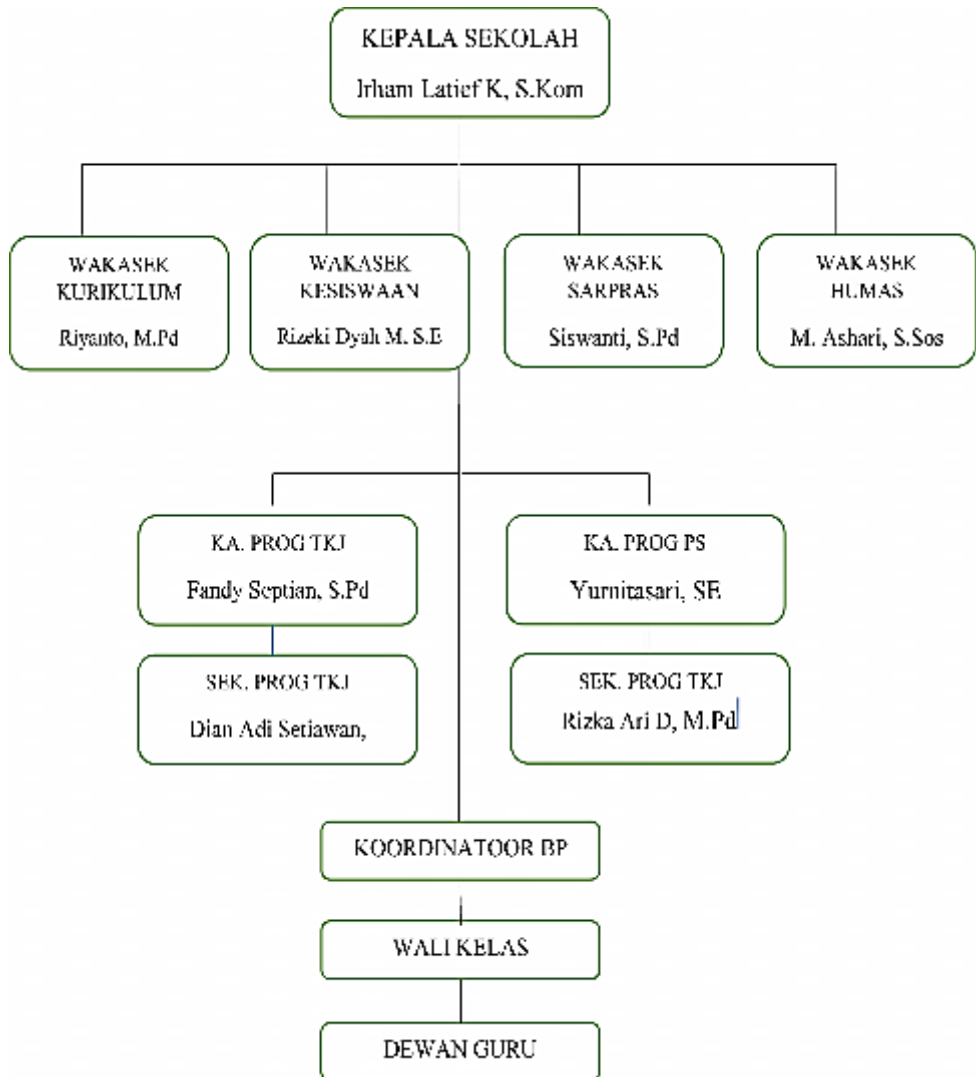 KEPALA SEKOLAH
Irham Latief K, S.Kom
WAKASEK
KURIKULUM
Riyanto, M.Pd
WAKASEK
KESISWAAN
Rizeki Dyah M. S.E
WAKASEK
SARPRAS
Siswanti, S.Pd
WAKASEK
HUMAS
M. Ashari, S.Sos
KA. PROG TKJ
Fandy Septian, S.Pd
KA. PROG PS
Yurnitasari, SE
SEK. PROG TKJ
Dian Adi Setiawan,
SEK. PROG TKJ
Rizka Ari D, M.Pd
KOORDINATOOR BP
WALI KELAS
DEWAN GURU